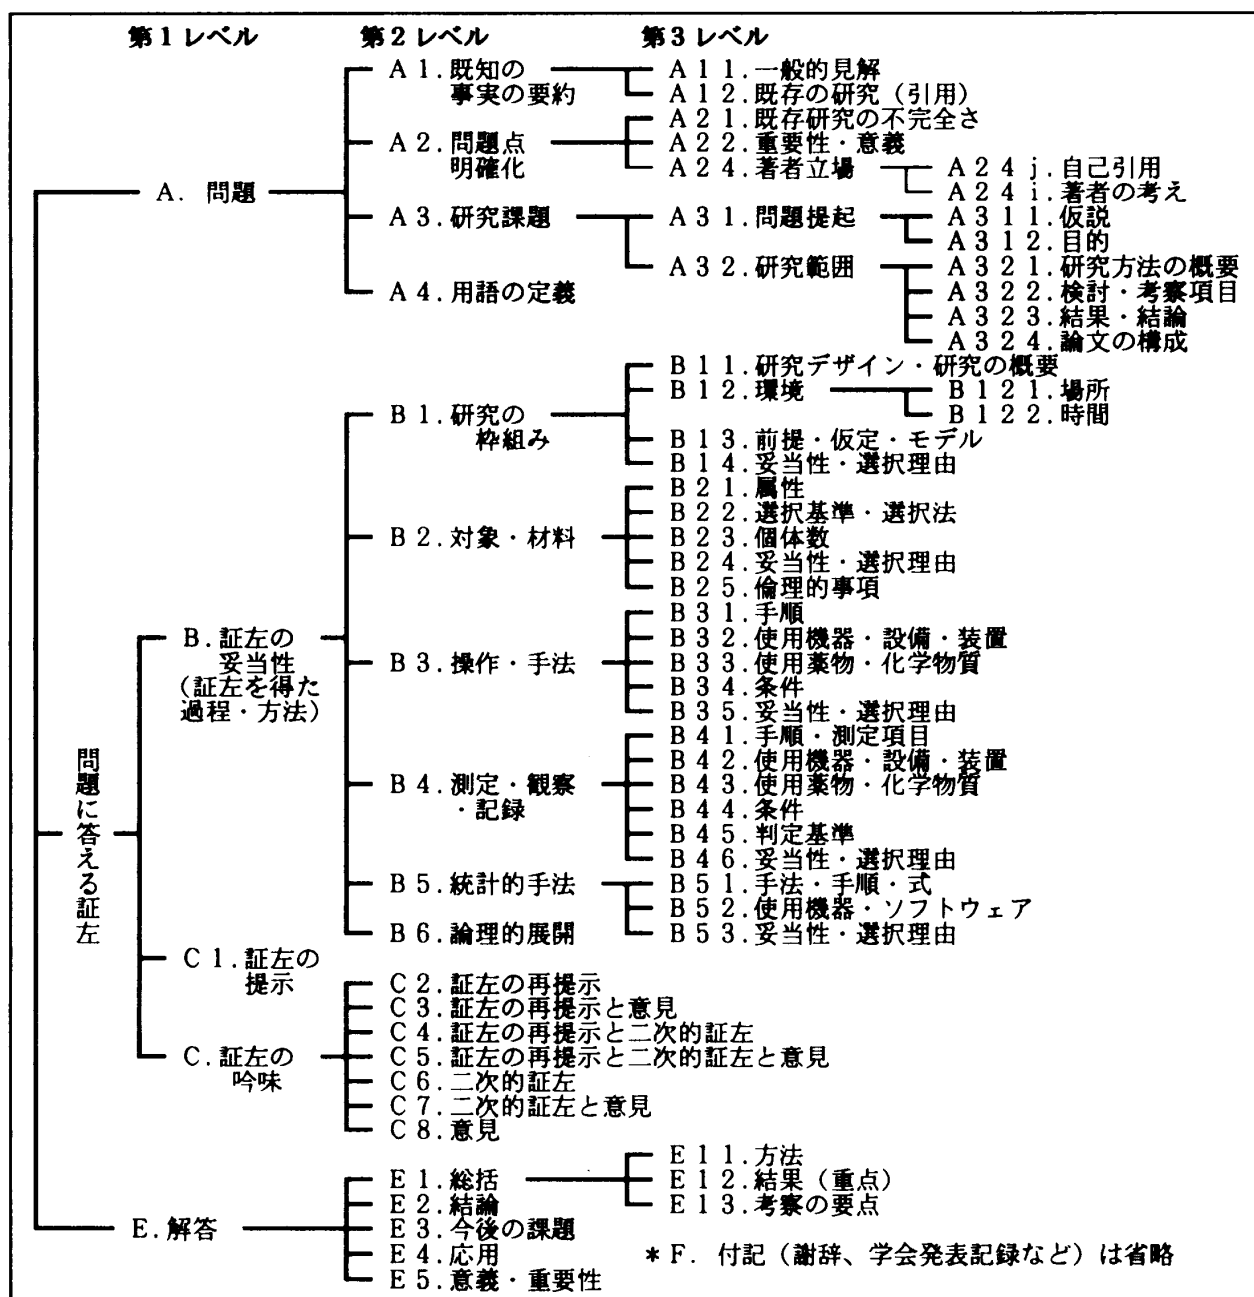 第1レベル 第2レベル 第3レベル
A1.既知の事実の要約
A11.一般的見解
A12.既存の研究(引用)
A2.問題点明確化
A21.既存研究の不完全さ
A22.重要性・意義
A24.著者立場
A24j.自己引用
A24i.著者の考え
A. 問題
A3.研究課題
A31.問題提起
A311.仮説
A312.目的
A32.研究範囲
A321.研究方法の概要
A322.検討・考察項目
A323.結果・結論
A324.論文の構成
A4.用語の定義
B11.研究デザイン・研究の概要
B12.環境
B121.場所
B122.時間
B1.研究の
枠組み
B13.前提・仮定・モデル
B14.妥当性・選択理由
B21.属性
B22.選択基準・選択法
B2.対象・材料
B23.個体数
B24.妥当性・選択理由
B25.倫理的事項
B.証左の
妥当性
(証左を得た
過程・方法)
B31.手順
B32.使用機器・設備・装置
B3.操作・手法
B33.使用薬物・化学物質
B34.条件
B35.妥当性・選択理由
問題に答える証左
B41.手順・測定項目
B42.使用機器・設備・装置
B4.測定・観察
・記録
B43.使用薬物・化学物質
B44.条件
B45.判定基準
B46.妥当性・選択理由
B5.統計的手法
B51.手法・手順・式
B52.使用機器・ソフトウェア
B6.論理的展開
B53.妥当性・選択理由
C1.証左の
提示
C2.証左の再提示
C3.証左の再提示と意見
C4.証左の再提示と二次的証左
C.証左の
吟味
C5.証左の再提示と二次的証左と意見
C6.二次的証左
C7.二次的証左と意見
C8.意見
E11.方法
E1.総括
E12.結果(重点)
E2.結論
E13.考察の要点
E.解答
E3.今後の課題
E4.応用
E5.意義・重要性
*F. 付記(謝辞、学会発表記録など)は省略